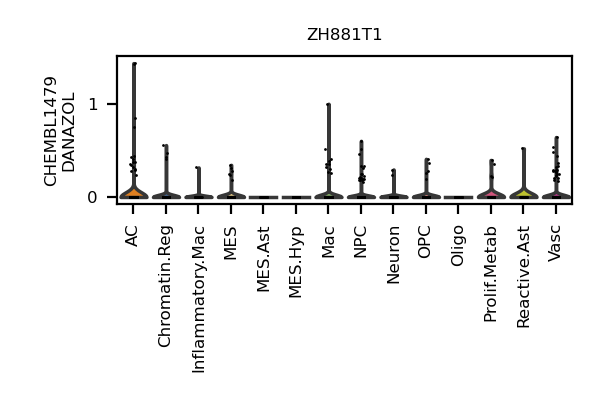 ZH881T1
CHEMBL1479
DANAZOL
1
0
AC
Chromatin.Reg
Inflammatory.Mac
MES
MES.Ast
MES.Hyp
Mac
NPC
Neuron
OPC
Oligo
Prolif.Metab
Reactive.Ast
Vasc